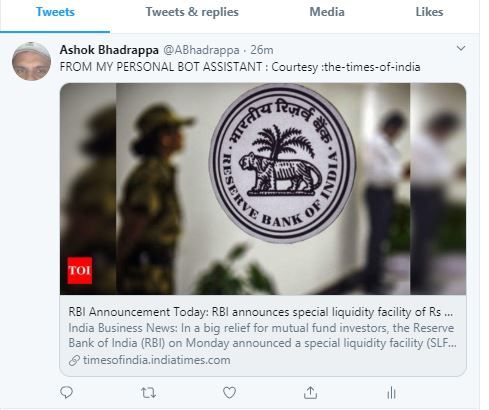 Tweets Tweets & replies Media Likes
Ashok Bhadrappa @ABhadrappa · 26m
FROM MY PERSONAL BOT ASSISTANT : Courtesy :the-times-of-india
भारतीय रिज़र्व बैंक
RESERVE BANK OF INDIA
TOI
RBI Announcement Today: RBI announces special liquidity facility of Rs ...
India Business News: In a big relief for mutual fund investors, the Reserve
Bank of India (RBI) on Monday announced a special liquidity facility (SLF...
timesofindia.indiatimes.com